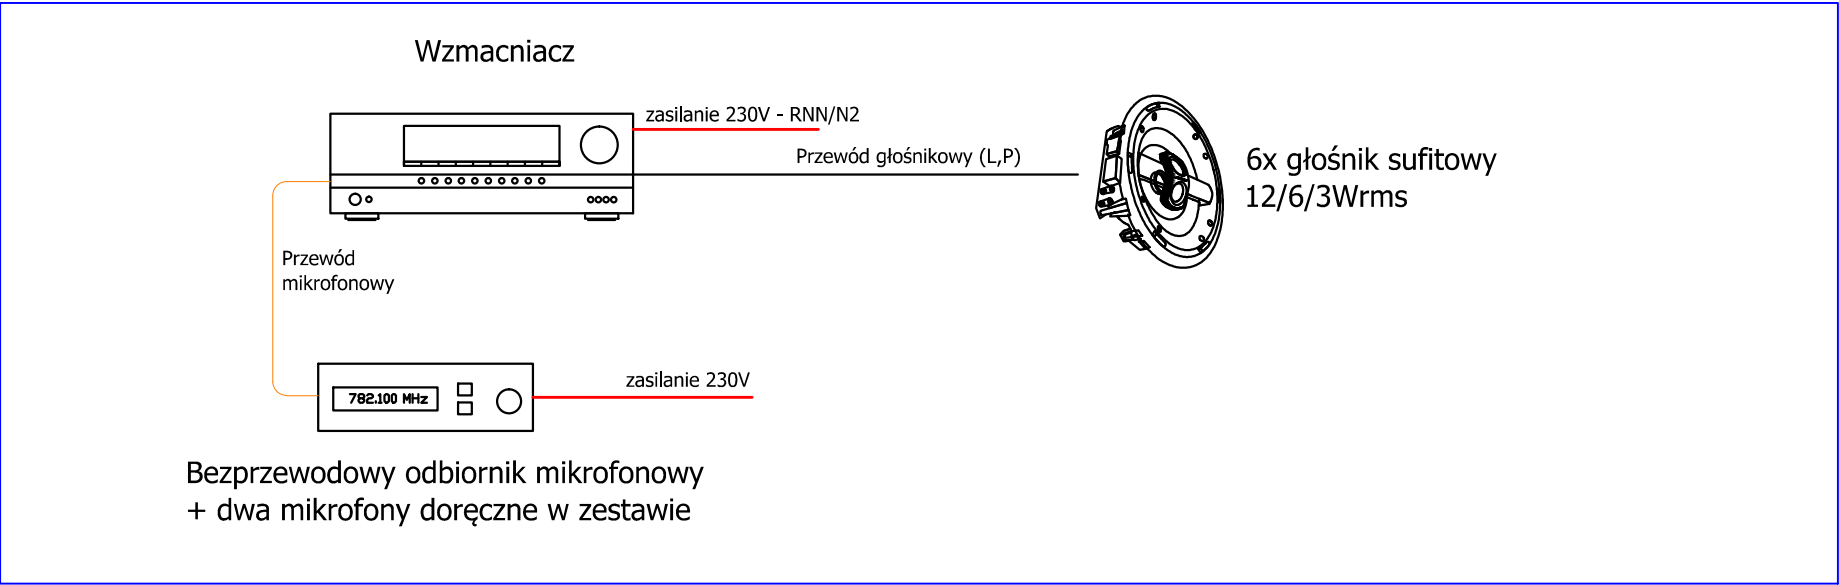 Wzmacniacz
zasilanie 230V - RNN/N2
Przewód głośnikowy (L,P)
6x głośnik sufitowy
12/6/3Wrms
Przewód
mikrofonowy
zasilanie 230V
782.100 MHz
Bezprzewodowy odbiornik mikrofonowy
+ dwa mikrofony doręczne w zestawie